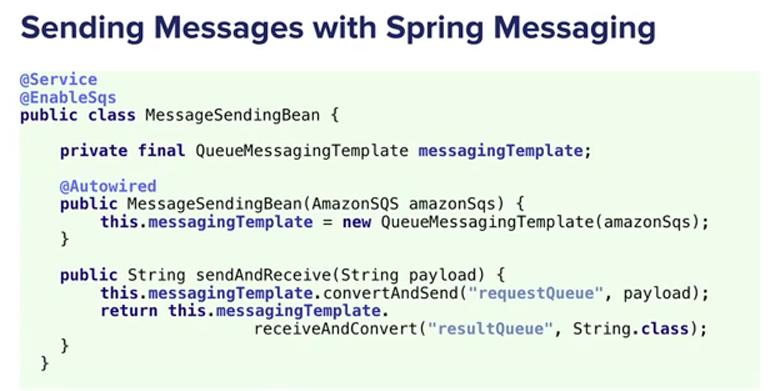 Sending Messages with Spring Messaging
@Service
@EnableSqs
public class MessageSendingBean {
private final QueueMessagingTemplate messagingTemplate;
@Autowired
public MessageSendingBean(AmazonSQS amazonSqs) {
this.messagingTemplate = new QueueMessagingTemplate(amazonSqs);
}
public String sendAndReceive(String payload) {
this.messagingTemplate.convertAndSend("requestQueue", payload);
return this.messagingTemplate.
receiveAndConvert("resultQueue", String.class);
}
}